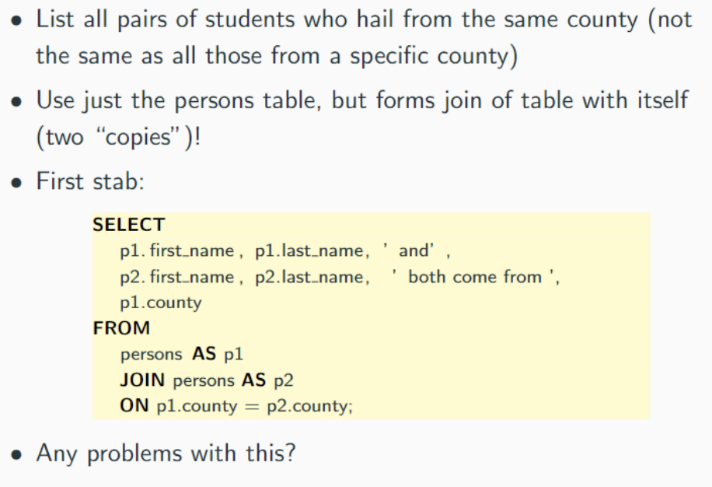 • List all pairs of students who hail from the same county (not
the same as all those from a specific county)
• Use just the persons table, but forms join of table with itself
(two “copies”)!
• First stab:
SELECT
p1. first_name , p1.last_name, ' and' ,
p2. first_name , p2.last_name, ' both come from ',
p1.county
FROM
persons AS p1
JOIN persons AS p2
ON p1.county = p2.county;
• Any problems with this?